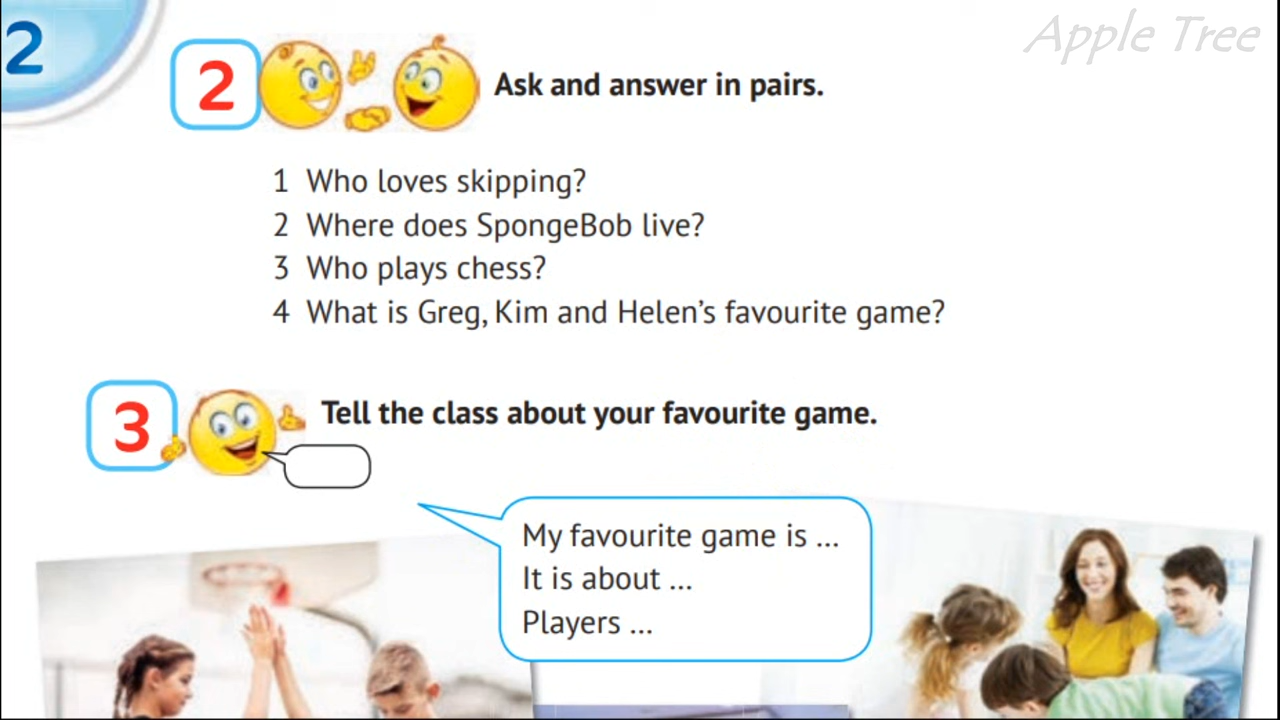 2
Apple Tree
2 Ask and answer in pairs.
1 Who loves skipping?
2 Where does SpongeBob live?
3 Who plays chess?
4 What is Greg, Kim and Helen’s favourite game?
3 Tell the class about your favourite game.
My favourite game is ...
It is about ...
Players ...